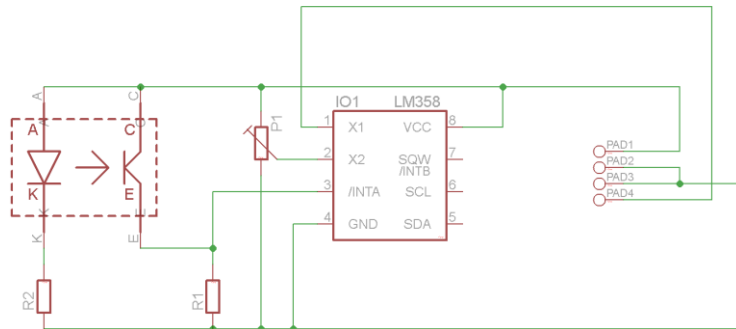 A
C
A
C
A
C
K
E
K
E
K
E
R2
R1
P1
IO1 LM358
1 X1 VCC 8
2 X2 SQW 7
/INTB
3 /INTA SCL 6
4 GND SDA 5
PAD1
PAD2
PAD3
PAD4